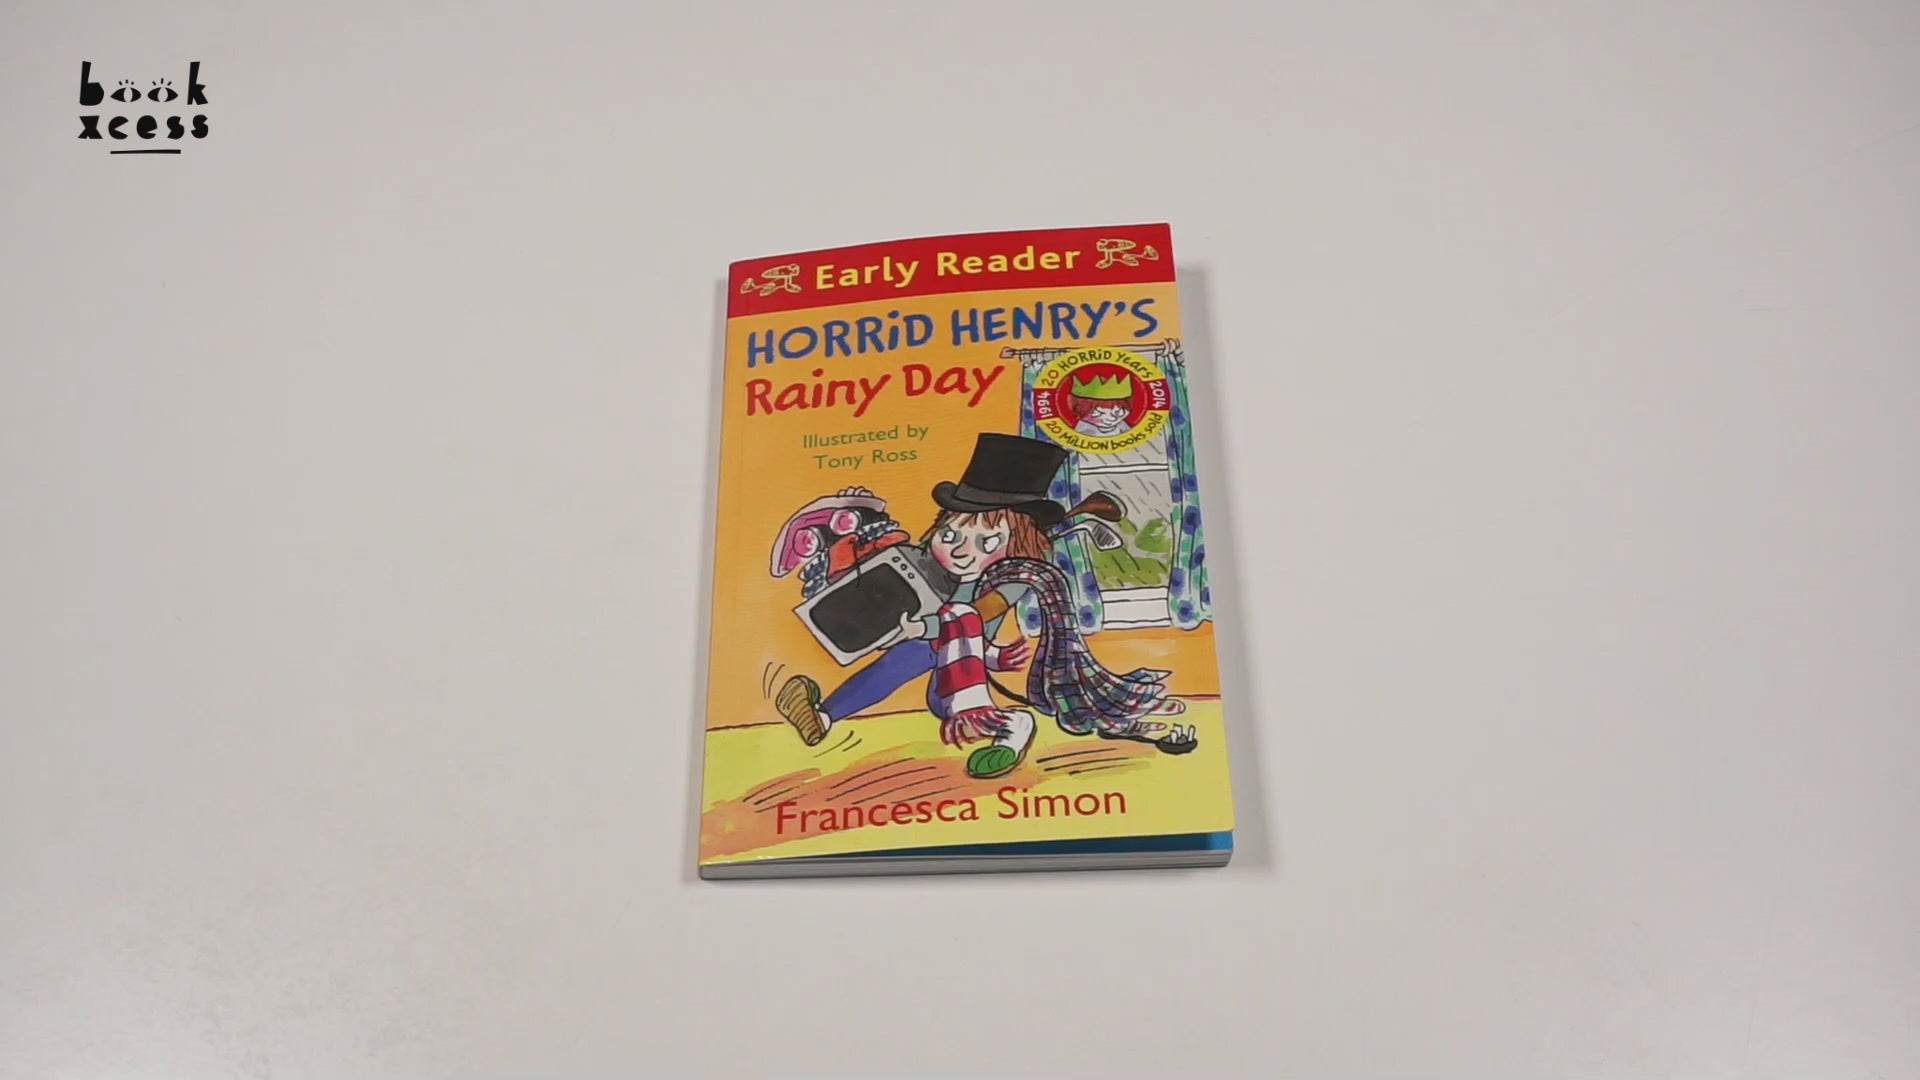 book
xcess
Early Reader
HORRiD HENRY'S
Rainy Day
20 HORRiD Years
1994
2014
20 MiLLiON books sold
Illustrated by
Tony Ross
Francesca Simon